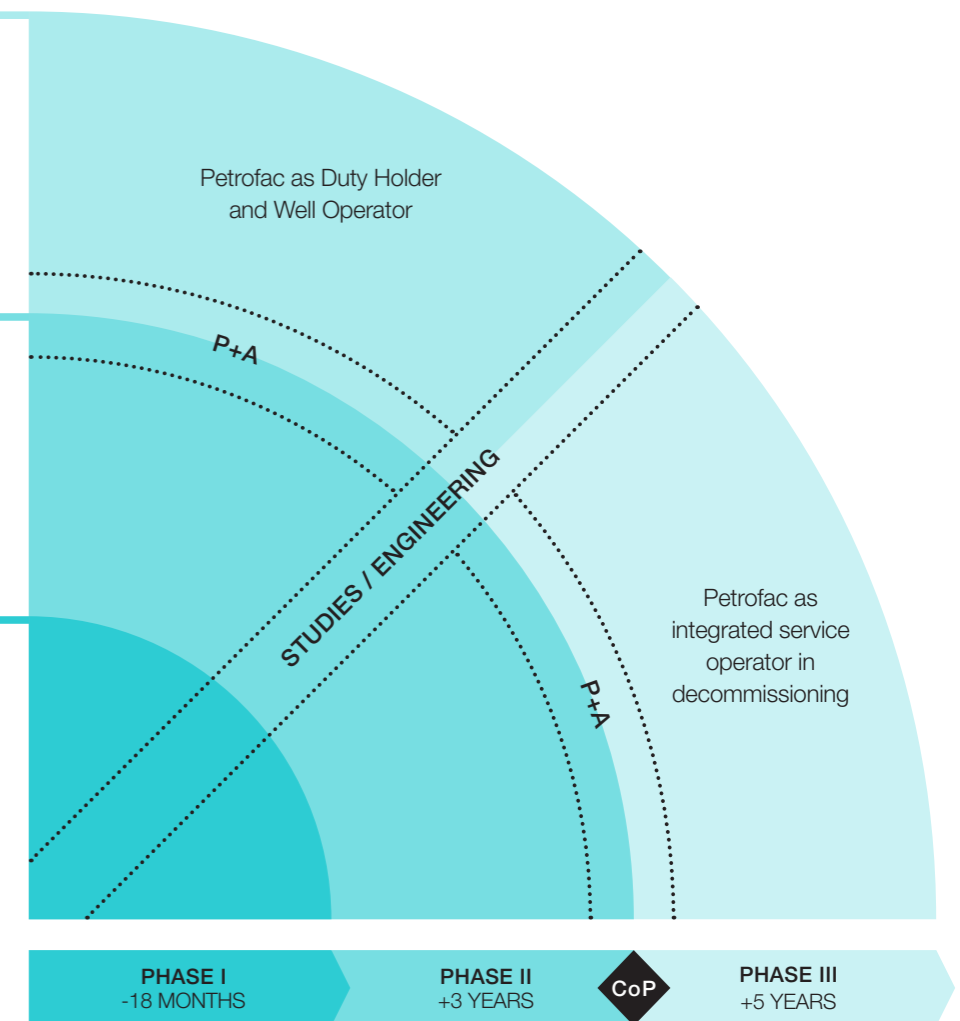 Petrofac as Duty Holder
and Well Operator
P+A
STUDIES / ENGINEERING
Petrofac as
integrated service
operator in
decommissioning
P+A
PHASE I
-18 MONTHS
PHASE II
+3 YEARS
CoP
PHASE III
+5 YEARS